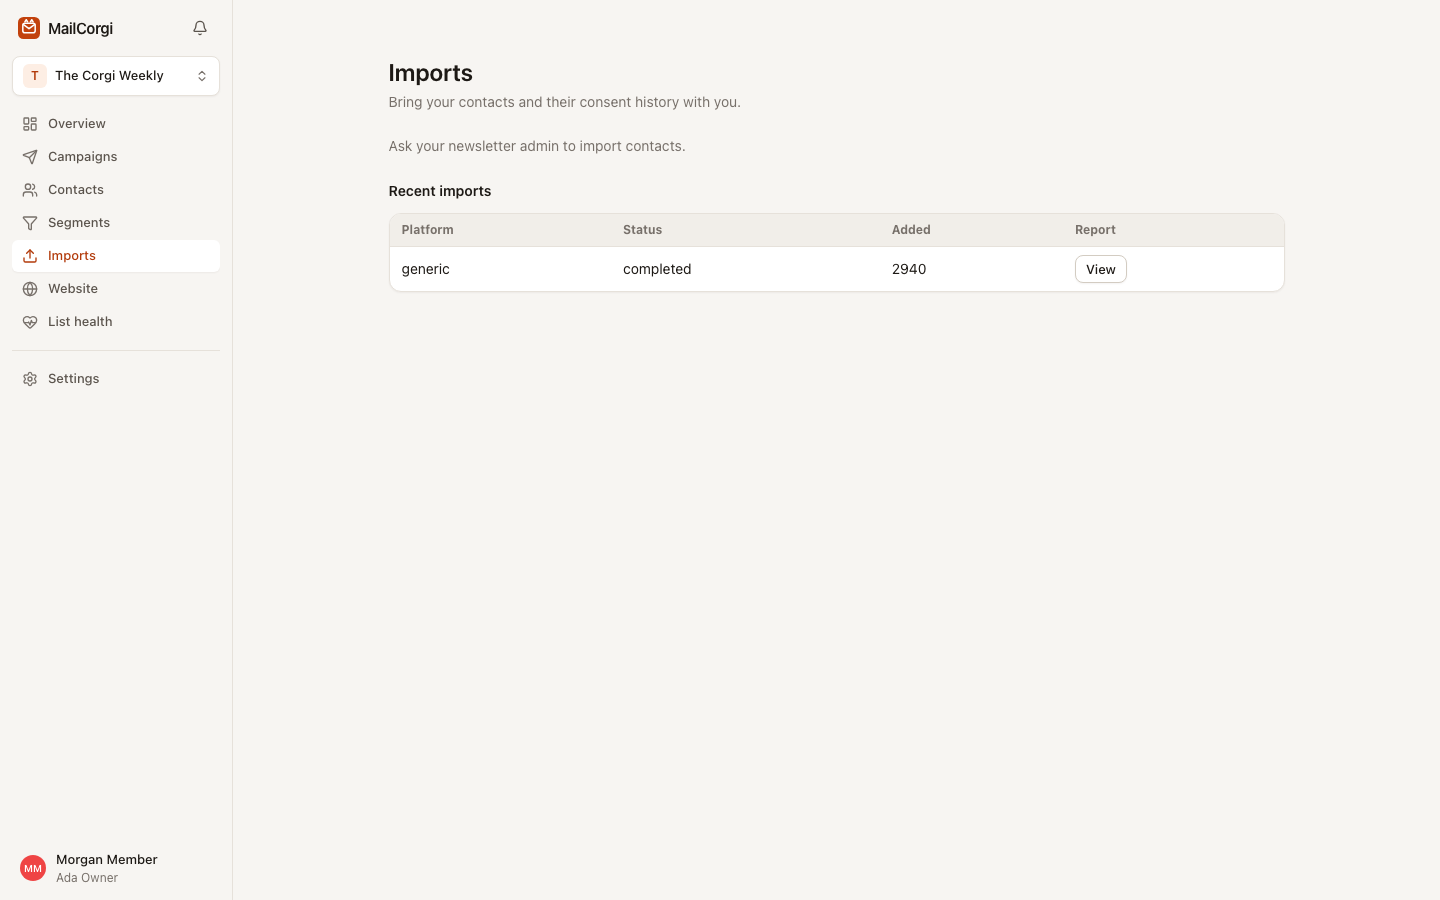 MailCorgi
T
The Corgi Weekly
Overview
Campaigns
Contacts
Segments
Imports
Website
List health
Settings
MM
Morgan Member
Ada Owner
Imports
Bring your contacts and their consent history with you.
Ask your newsletter admin to import contacts.
Recent imports
Platform Status Added Report
generic completed 2940 View